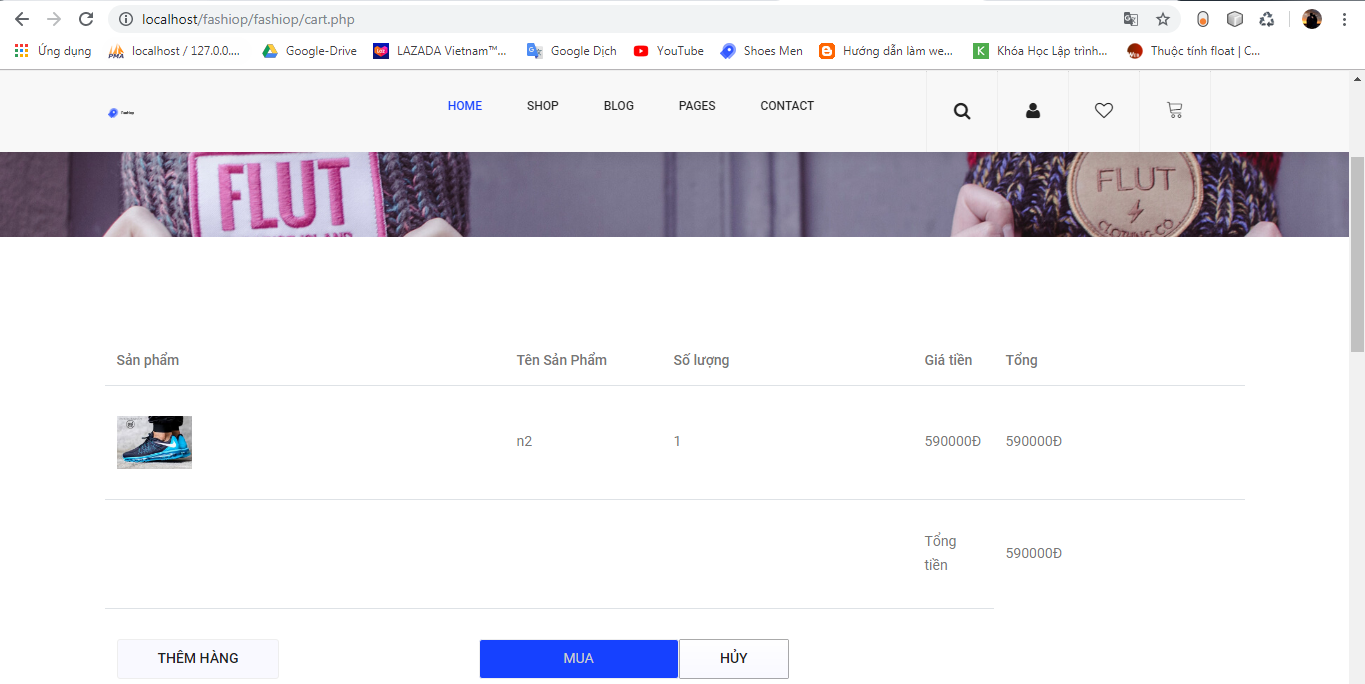 localhost/fashiop/fashiop/cart.php
Ứng dụng localhost / 127.0.0.... Google-Drive LAZADA Vietnam™... Google Dịch YouTube Shoes Men Hướng dẫn làm we... Khóa Học Lập trình... Thuộc tính float | C...
Fashiop HOME SHOP BLOG PAGES CONTACT
FLUT FLUT
CLOTHING CO.
Sản phẩm Tên Sản Phẩm Số lượng Giá tiền Tổng
n2 1 590000Đ 590000Đ
Tổng
tiền 590000Đ
THÊM HÀNG MUA HỦY